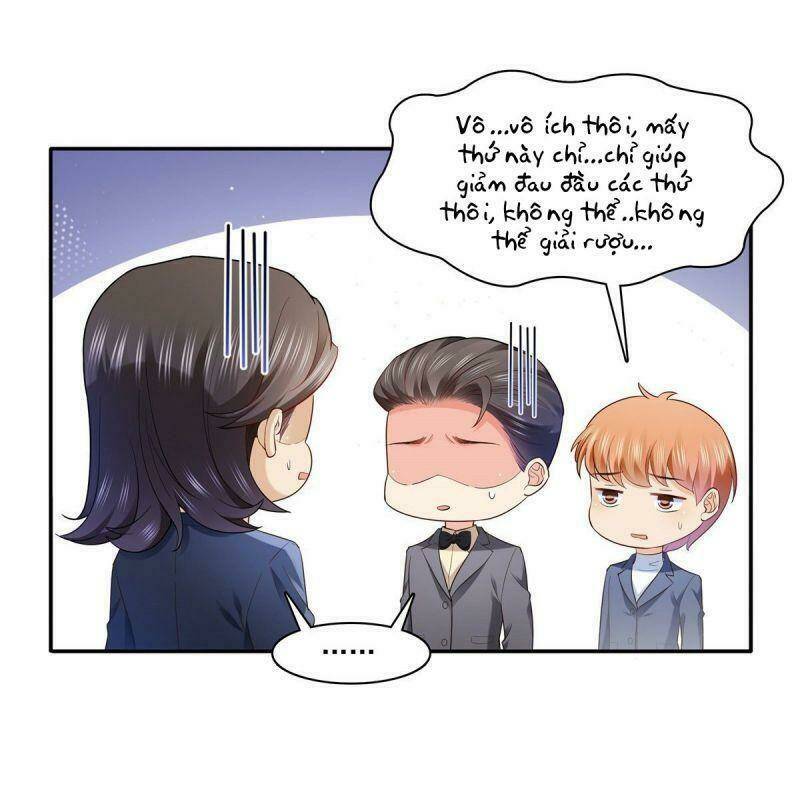 Vô...vô ích thôi, mấy
thứ này chỉ...chỉ giúp
giảm đau đầu các thứ
thôi, không thể..không
thể giải rượu...
......